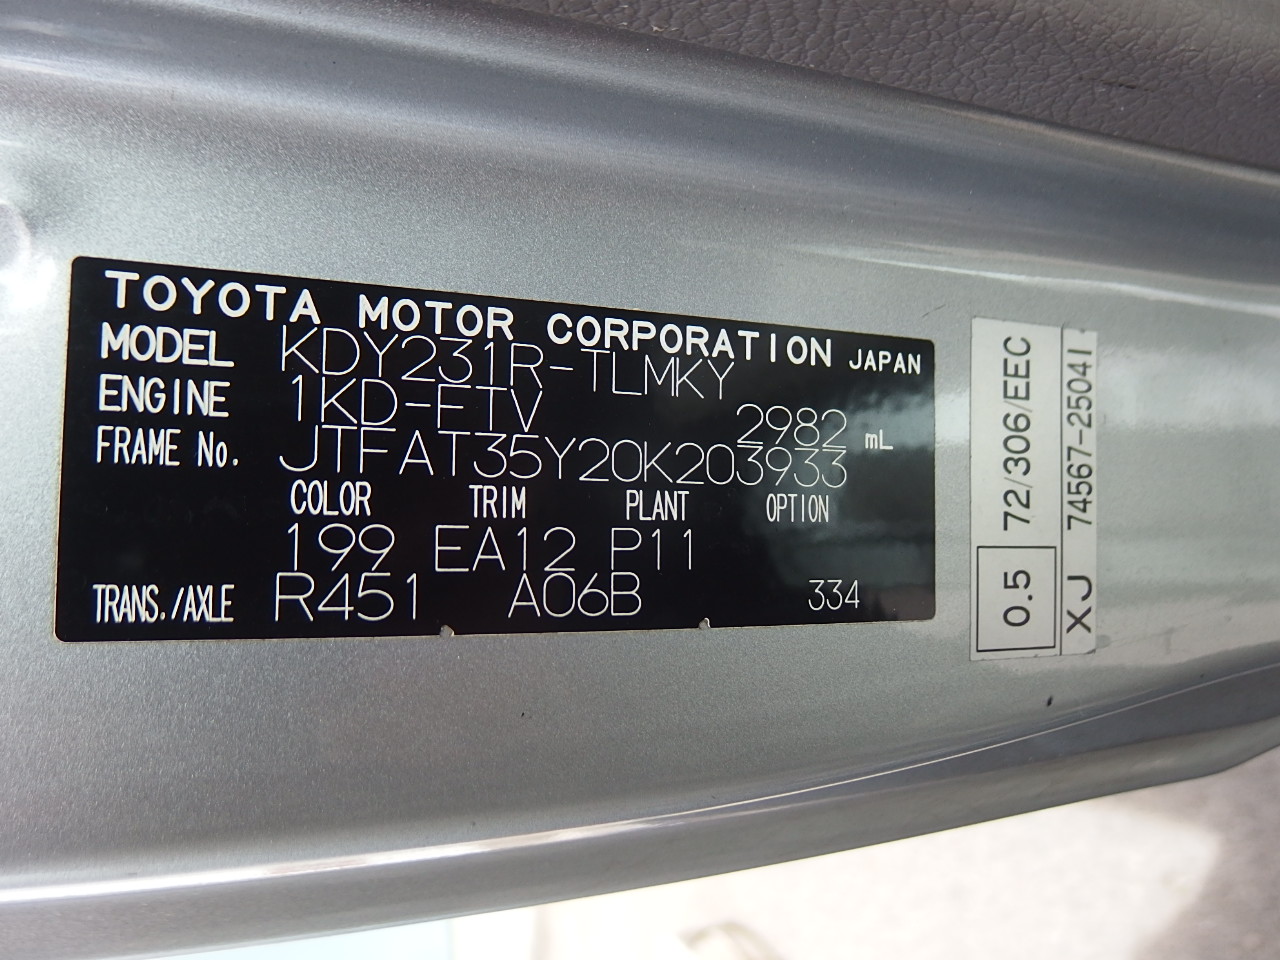 TOYOTA MOTOR CORPORATION JAPAN
MODEL KDY231R-TLMKY
ENGINE 1KD-FTV 2982 mL
FRAME No. JTFAT35Y20K203933
COLOR TRIM PLANT OPTION
199 EA12 P11
TRANS./AXLE R451 A06B 334
0.5 72/306/EEC
XJ 74567-25041